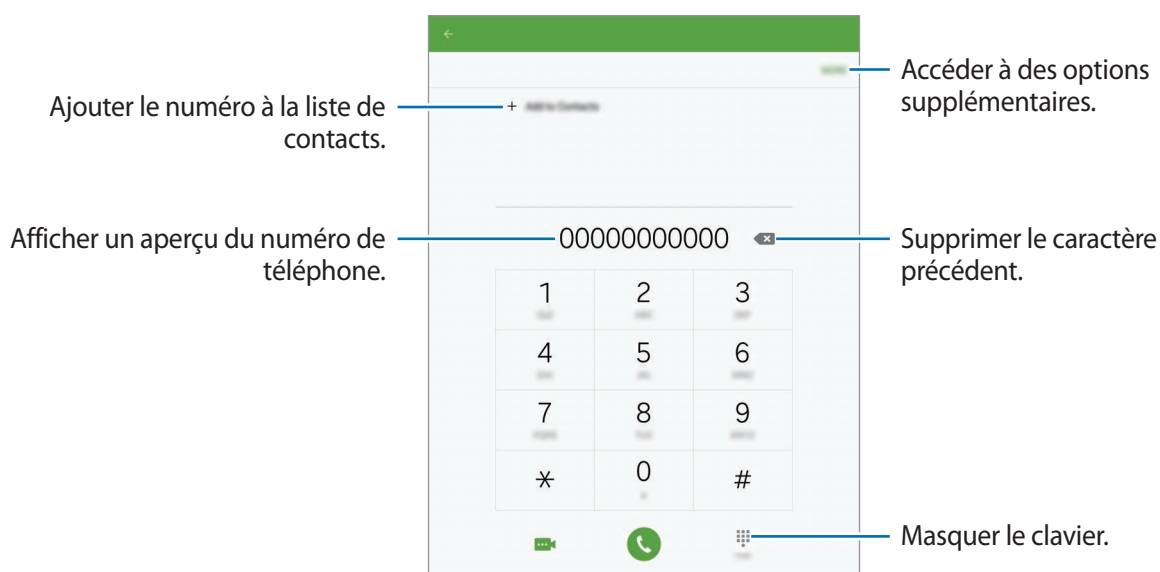 Accéder à des options
supplémentaires.
Ajouter le numéro à la liste de
contacts.
+ Add to Contacts
Afficher un aperçu du numéro de
téléphone.
00000000000
Supprimer le caractère
précédent.
1 2 3
4 5 6
7 8 9
* 0 #
Masquer le clavier.